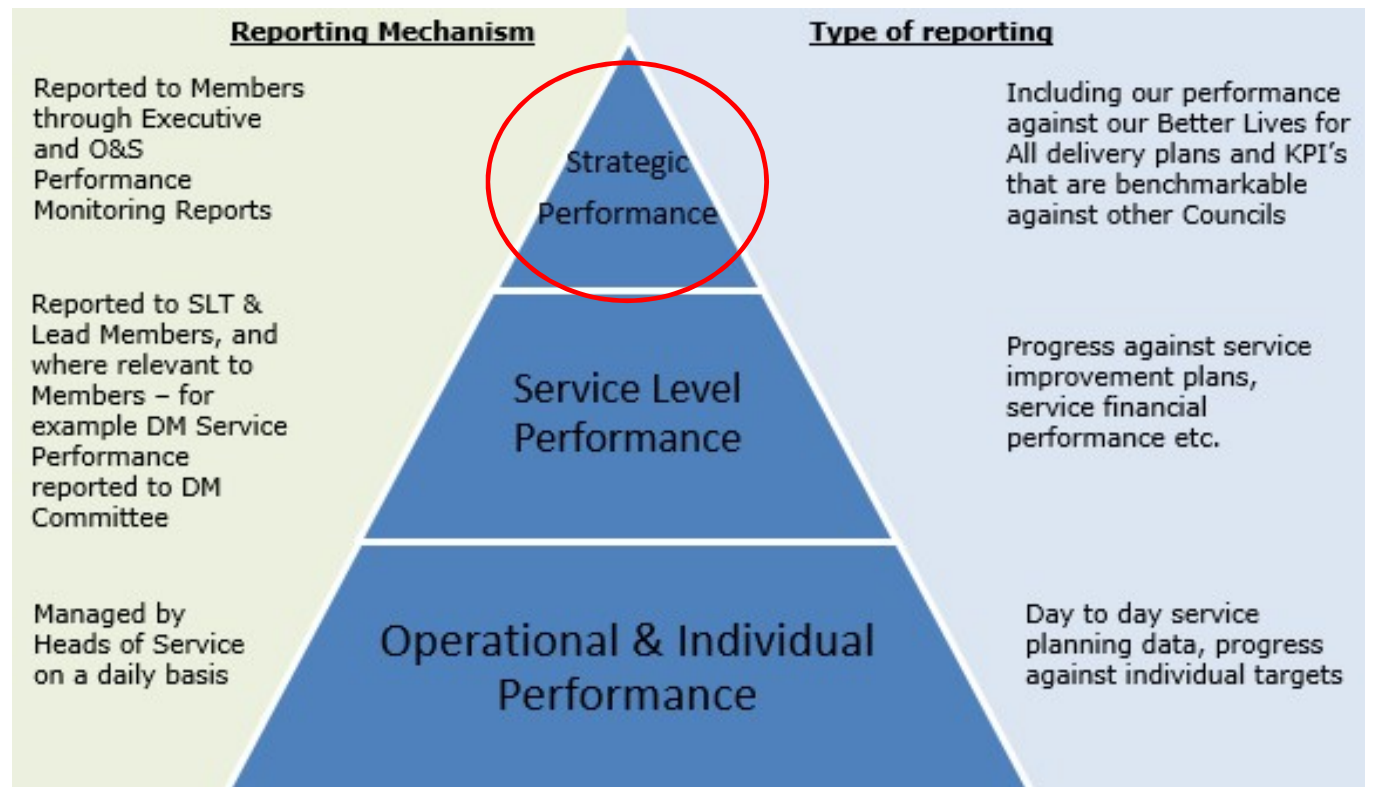 Reporting Mechanism
Type of reporting
Reported to Members
through Executive
and O&S
Performance
Monitoring Reports
Strategic
Performance
Including our performance
against our Better Lives for
All delivery plans and KPI's
that are benchmarkable
against other Councils
Reported to SLT &
Lead Members, and
where relevant to
Members – for
example DM Service
Performance
reported to DM
Committee
Service Level
Performance
Progress against service
improvement plans,
service financial
performance etc.
Managed by
Heads of Service
on a daily basis
Operational & Individual
Performance
Day to day service
planning data, progress
against individual targets